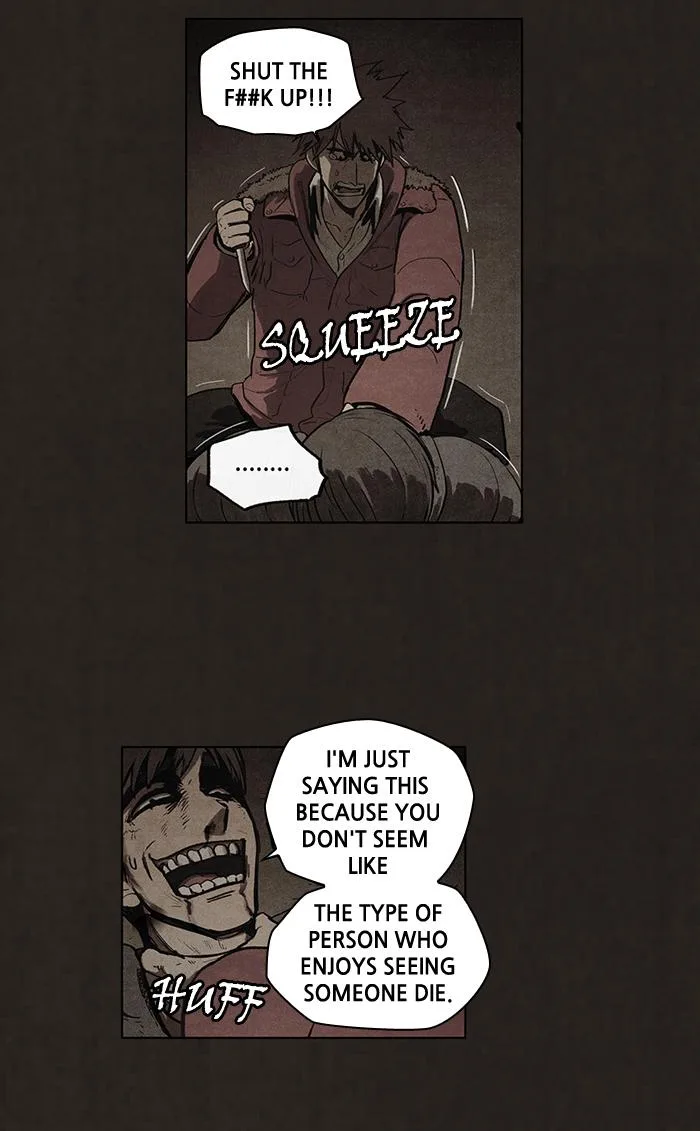 SHUT THE
F##K UP!!!
SQUEEZE
........
I'M JUST
SAYING THIS
BECAUSE YOU
DON'T SEEM
LIKE
THE TYPE OF
PERSON WHO
ENJOYS SEEING
SOMEONE DIE.
HUFF